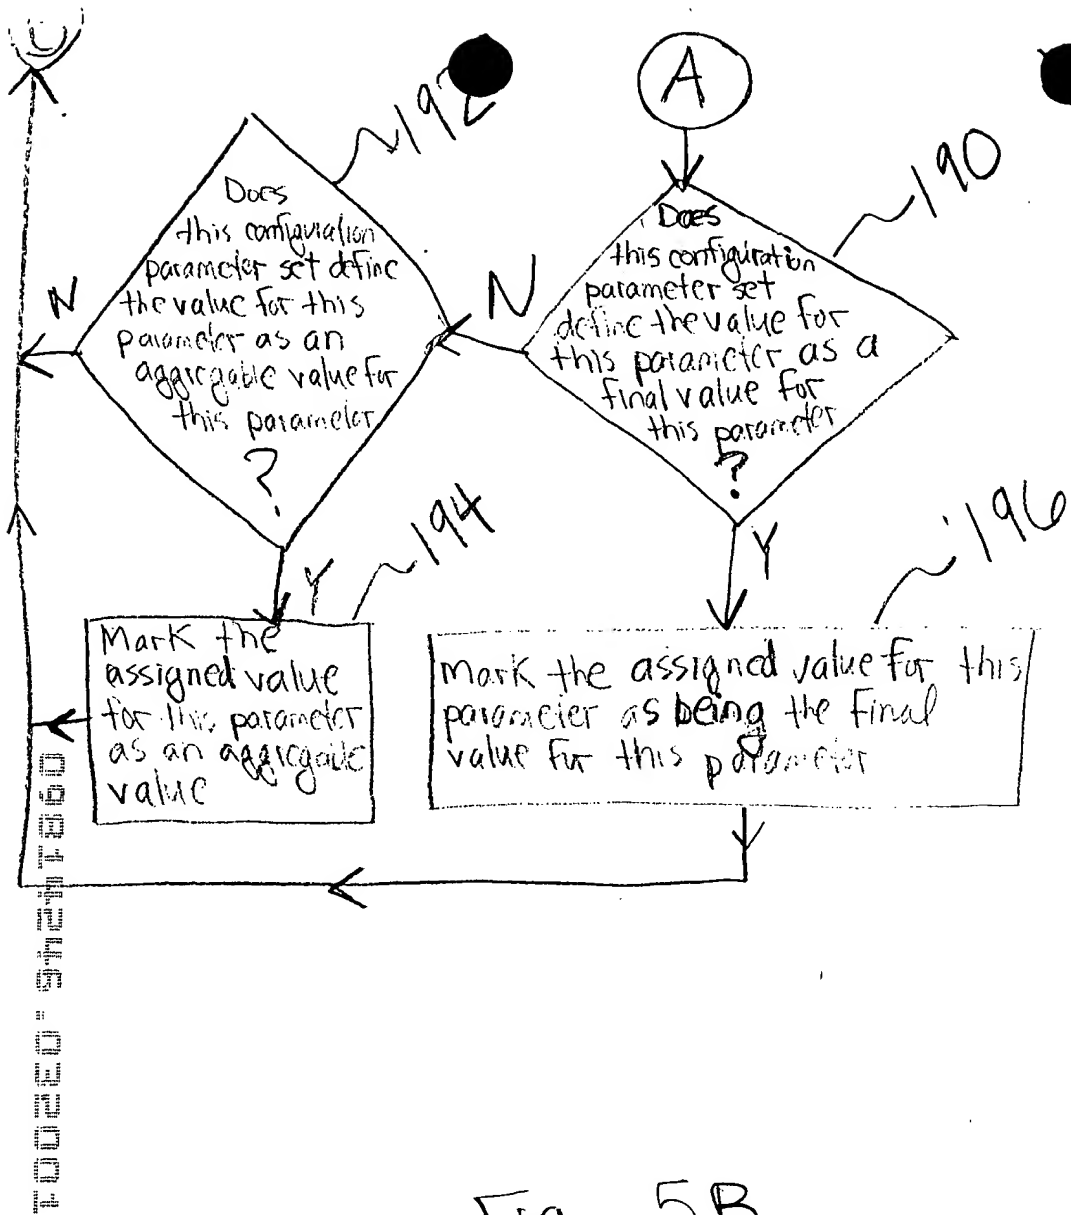 C
A
192
190
Does
this configuration
parameter set define
the value for this
parameter as an
aggregable value for
this parameter
?
N
Does
this configuration
parameter set
define the value for
this parameter as a
final value for
this parameter
?
N
Y
Y
194
196
Mark the
assigned value
for this parameter
as an aggregable
value
Mark the assigned value for this
parameter as being the final
value for this parameter
09814246.032001
Fig. 5B